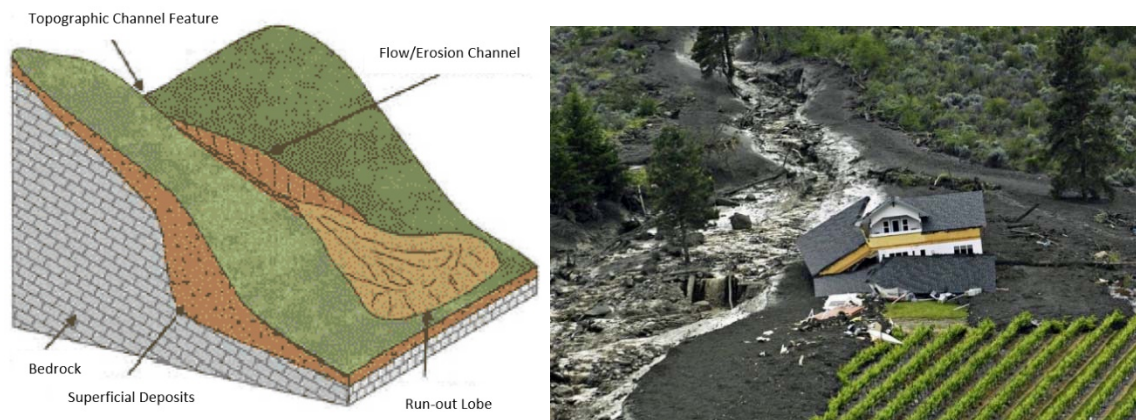 Topographic Channel Feature
Flow/Erosion Channel
Bedrock
Superficial Deposits
Run-out Lobe